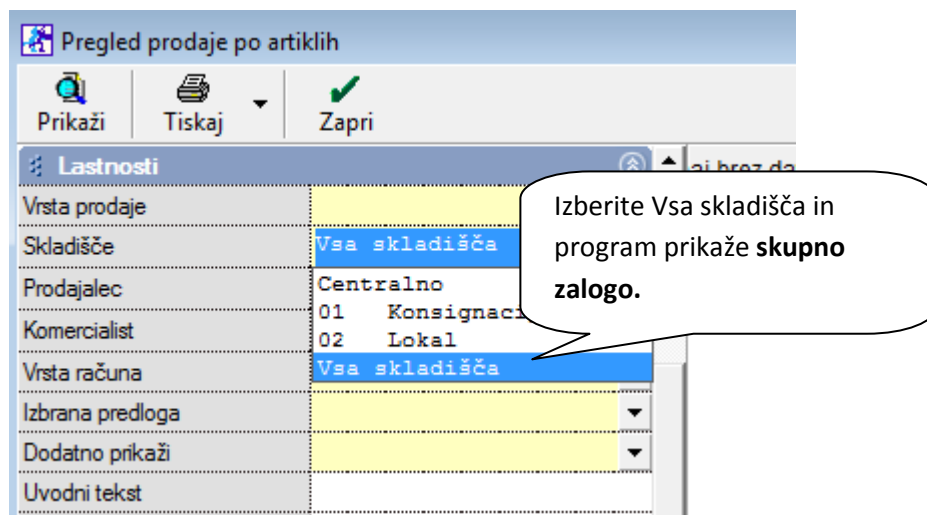 Pregled prodaje po artiklih
Prikaži Tiskaj Zapri
Lastnosti
brez
Vrsta prodaje
Skladišče Vsa skladišča
Prodajalec Centralno
01 Konsignaci
Komercialist
02 Lokal
Vrsta računa Vsa skladišča
Izbrana predloga
Dodatno prikaži
Uvodni tekst
Izberite Vsa skladišča in
program prikaže skupno
zalogo.